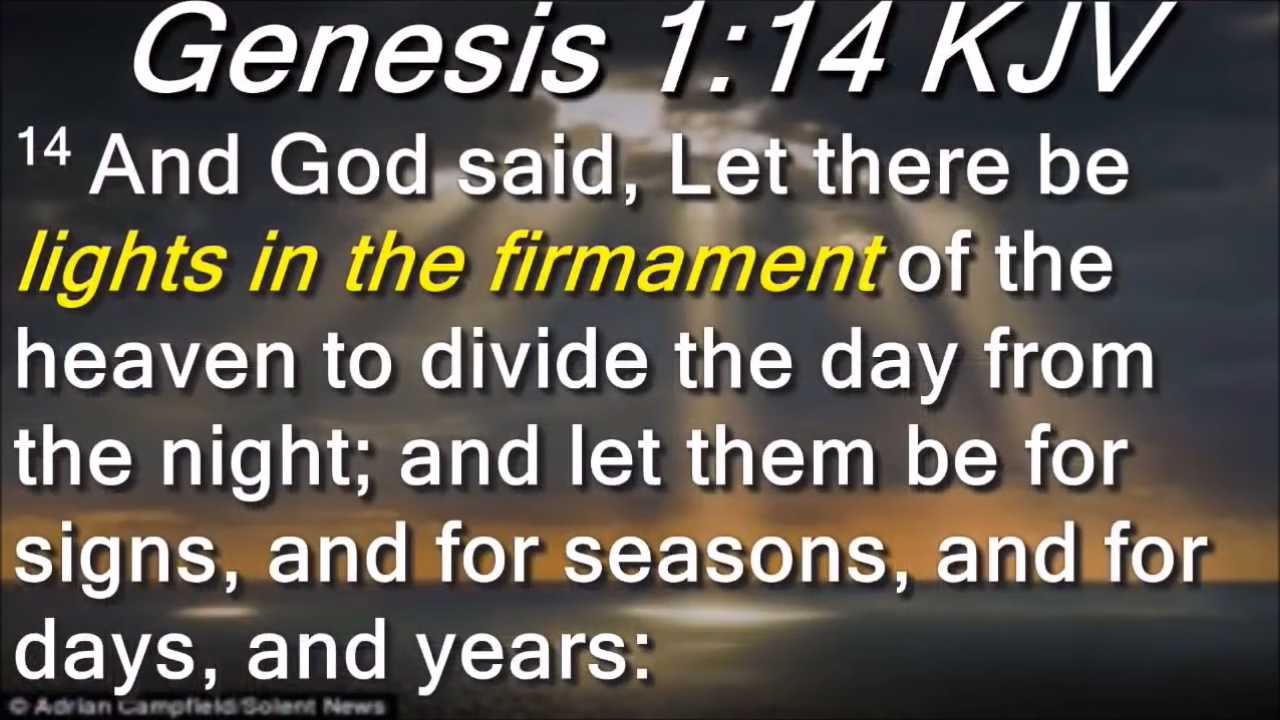 Genesis 1:14 KJV
14 And God said, Let there be
lights in the firmament of the
heaven to divide the day from
the night; and let them be for
signs, and for seasons, and for
days, and years:
© Adrian Campfield/Solent News